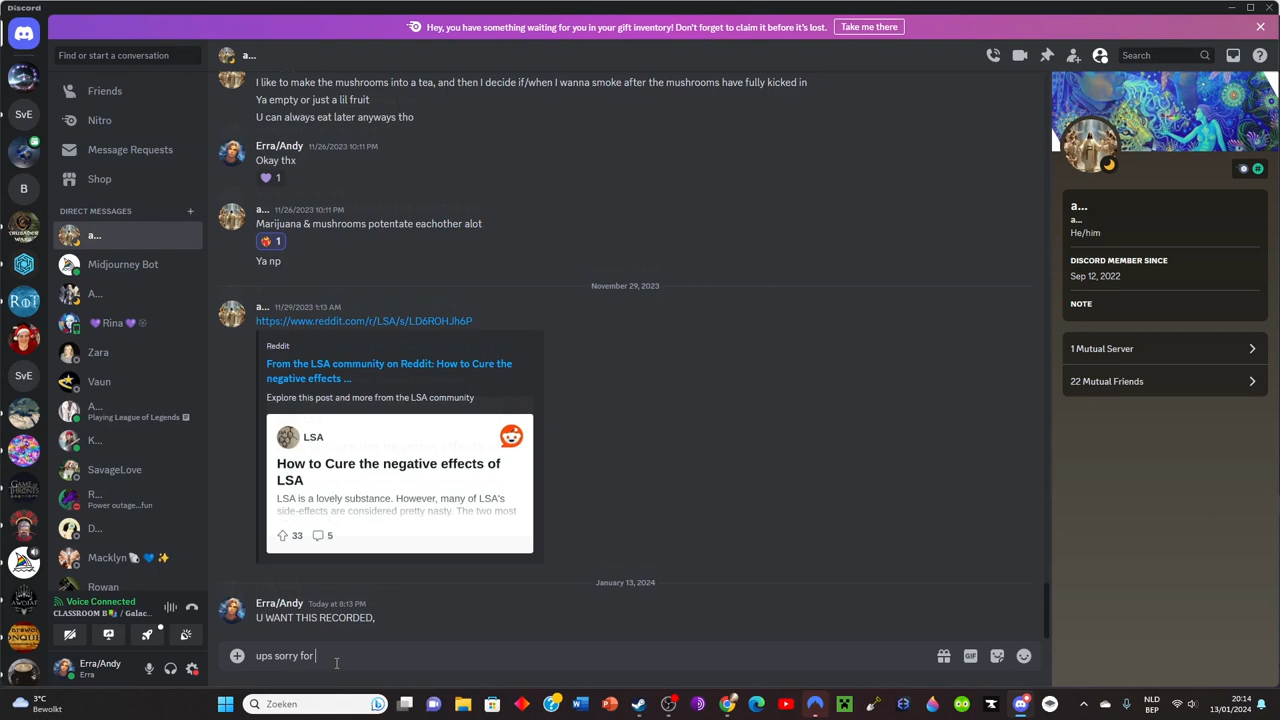 Discord
Hey, you have something waiting for you in your gift inventory! Don't forget to claim it before it's lost.
Take me there
Find or start a conversation
a...
Search
Friends
Nitro
Message Requests
Shop
DIRECT MESSAGES
a...
Midjourney Bot
A...
💜Rina💜
Zara
Vaun
A...
Playing League of Legends
K...
SavageLove
R...
Power outage...fun
D...
Macklyn 💙 ✨
Rowan
SvE
B
SvE
Voice Connected
CLASSROOM B / Galac...
Erra/Andy
Erra
I like to make the mushrooms into a tea, and then I decide if/when I wanna smoke after the mushrooms have fully kicked in
Ya empty or just a lil fruit
U can always eat later anyways tho
Erra/Andy 11/26/2023 10:11 PM
Okay thx
💜 1
a... 11/26/2023 10:11 PM
Marijuana & mushrooms potentate eachother alot
1
Ya np
November 29, 2023
a... 11/29/2023 1:13 AM
https://www.reddit.com/r/LSA/s/LD6ROHJh6P
Reddit
From the LSA community on Reddit: How to Cure the
negative effects ...
Explore this post and more from the LSA community
LSA
How to Cure the negative effects of
LSA
LSA is a lovely substance. However, many of LSA's
side-effects are considered pretty nasty. The two most
33 5
January 13, 2024
Erra/Andy Today at 8:13 PM
U WANT THIS RECORDED,
ups sorry for
GIF
a...
a...
He/him
DISCORD MEMBER SINCE
Sep 12, 2022
NOTE
1 Mutual Server
22 Mutual Friends
3°C
Bewolkt
Zoeken
NLD
BEP
20:14
13/01/2024